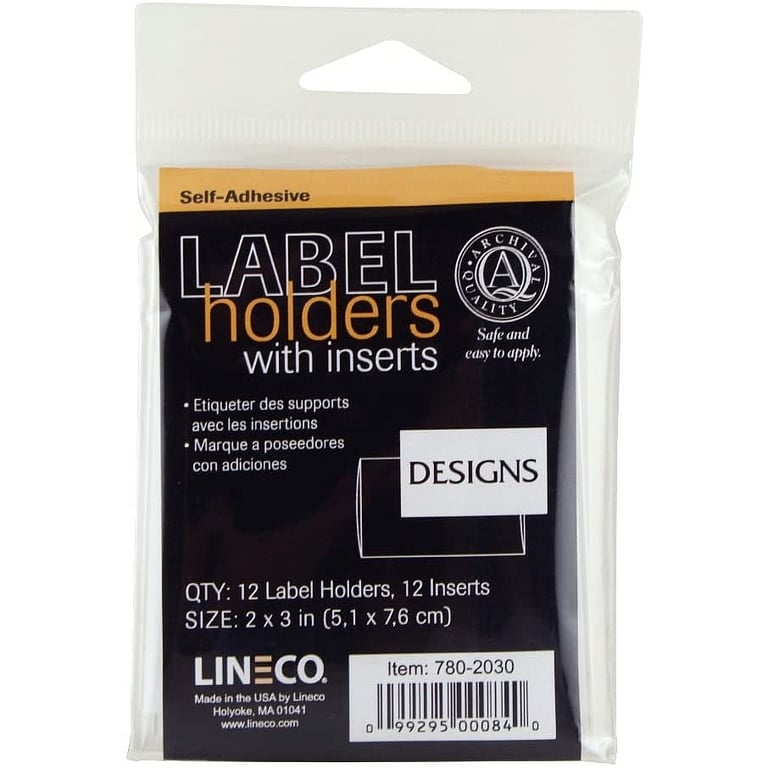 Self-Adhesive
LABEL
holders
with inserts
ARCHIVAL
QUALITY
AQ
Safe and
easy to apply.
• Etiqueter des supports
avec les insertions
• Marque a poseedores
con adiciones
DESIGNS
QTY: 12 Label Holders, 12 Inserts
SIZE: 2 x 3 in (5,1 x 7,6 cm)
LINECO®
Made in the USA by Lineco
Holyoke, MA 01041
www.lineco.com
Item: 780-2030
0 99295 00084 0